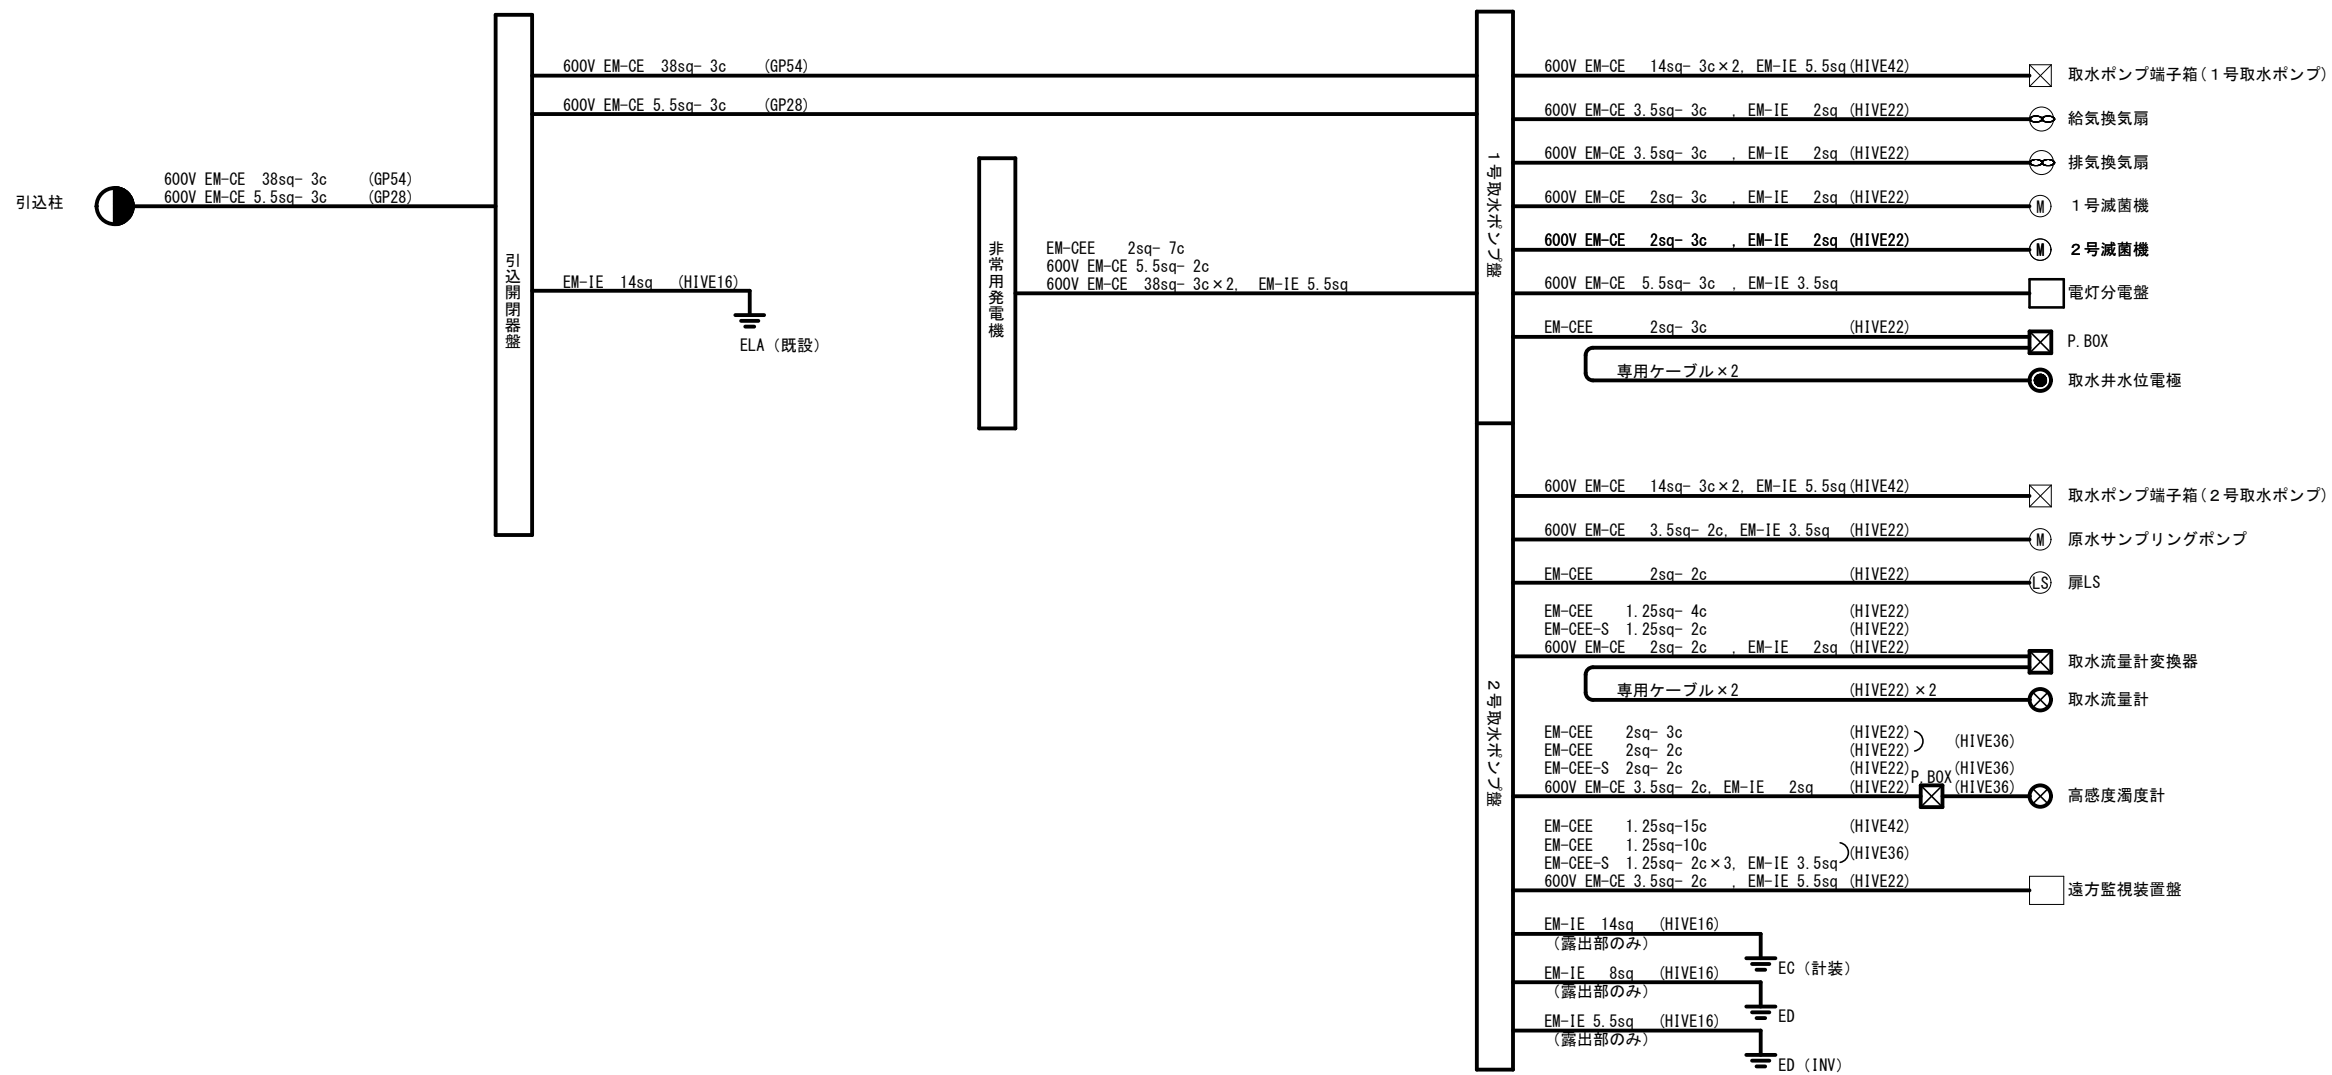 引込柱
600V EM-CE 38sq- 3c (GP54)
600V EM-CE 5.5sq- 3c (GP28)
引込開閉器盤
600V EM-CE 38sq- 3c (GP54)
600V EM-CE 5.5sq- 3c (GP28)
EM-IE 14sq (HIVE16)
ELA (既設)
非常用発電機
EM-CEE 2sq- 7c
600V EM-CE 5.5sq- 2c
600V EM-CE 38sq- 3c×2, EM-IE 5.5sq
1号取水ポンプ盤
600V EM-CE 14sq- 3c×2, EM-IE 5.5sq(HIVE42)
取水ポンプ端子箱(1号取水ポンプ)
600V EM-CE 3.5sq- 3c , EM-IE 2sq (HIVE22)
給気換気扇
600V EM-CE 3.5sq- 3c , EM-IE 2sq (HIVE22)
排気換気扇
600V EM-CE 2sq- 3c , EM-IE 2sq (HIVE22)
M 1号滅菌機
600V EM-CE 2sq- 3c , EM-IE 2sq (HIVE22)
M 2号滅菌機
600V EM-CE 5.5sq- 3c , EM-IE 3.5sq
電灯分電盤
EM-CEE 2sq- 3c (HIVE22)
P.BOX
専用ケーブル×2
取水井水位電極
2号取水ポンプ盤
600V EM-CE 14sq- 3c×2, EM-IE 5.5sq(HIVE42)
取水ポンプ端子箱(2号取水ポンプ)
600V EM-CE 3.5sq- 2c, EM-IE 3.5sq (HIVE22)
M 原水サンプリングポンプ
EM-CEE 2sq- 2c (HIVE22)
LS 扉LS
EM-CEE 1.25sq- 4c (HIVE22)
EM-CEE-S 1.25sq- 2c (HIVE22)
600V EM-CE 2sq- 2c , EM-IE 2sq (HIVE22)
取水流量計変換器
専用ケーブル×2 (HIVE22)×2
取水流量計
EM-CEE 2sq- 3c (HIVE22)
EM-CEE 2sq- 2c (HIVE22)
(HIVE36)
EM-CEE-S 2sq- 2c (HIVE22) (HIVE36)
P.BOX
600V EM-CE 3.5sq- 2c, EM-IE 2sq (HIVE22) (HIVE36)
高感度濁度計
EM-CEE 1.25sq-15c (HIVE42)
EM-CEE 1.25sq-10c
EM-CEE-S 1.25sq- 2c×3, EM-IE 3.5sq
(HIVE36)
600V EM-CE 3.5sq- 2c , EM-IE 5.5sq (HIVE22)
遠方監視装置盤
EM-IE 14sq (HIVE16)
(露出部のみ)
EC (計装)
EM-IE 8sq (HIVE16)
(露出部のみ)
ED
EM-IE 5.5sq (HIVE16)
(露出部のみ)
ED (INV)